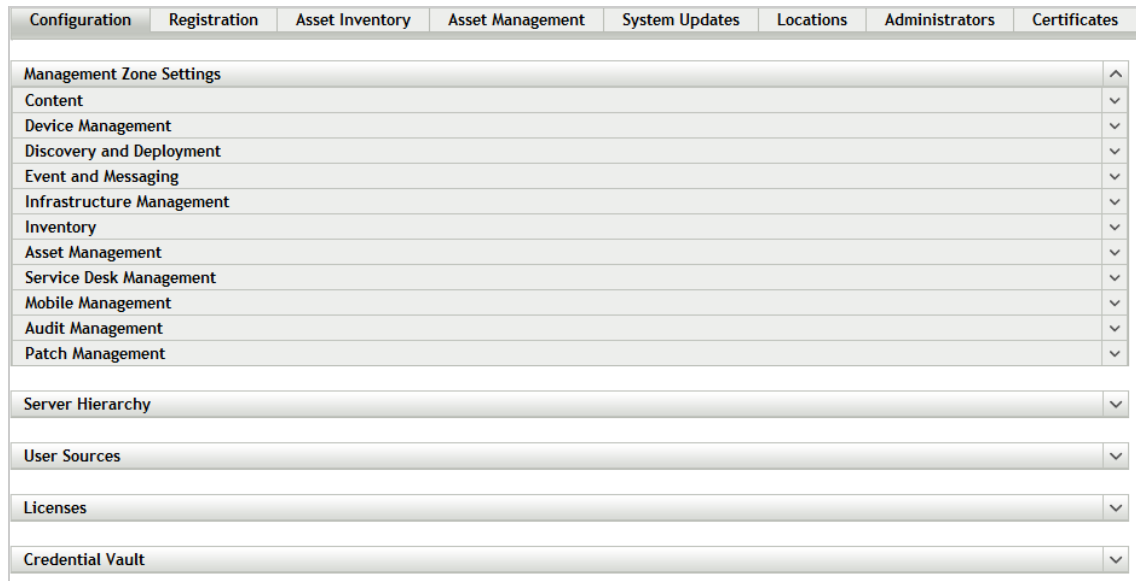 Configuration Registration Asset Inventory Asset Management System Updates Locations Administrators Certificates
Management Zone Settings
Content
Device Management
Discovery and Deployment
Event and Messaging
Infrastructure Management
Inventory
Asset Management
Service Desk Management
Mobile Management
Audit Management
Patch Management
Server Hierarchy
User Sources
Licenses
Credential Vault